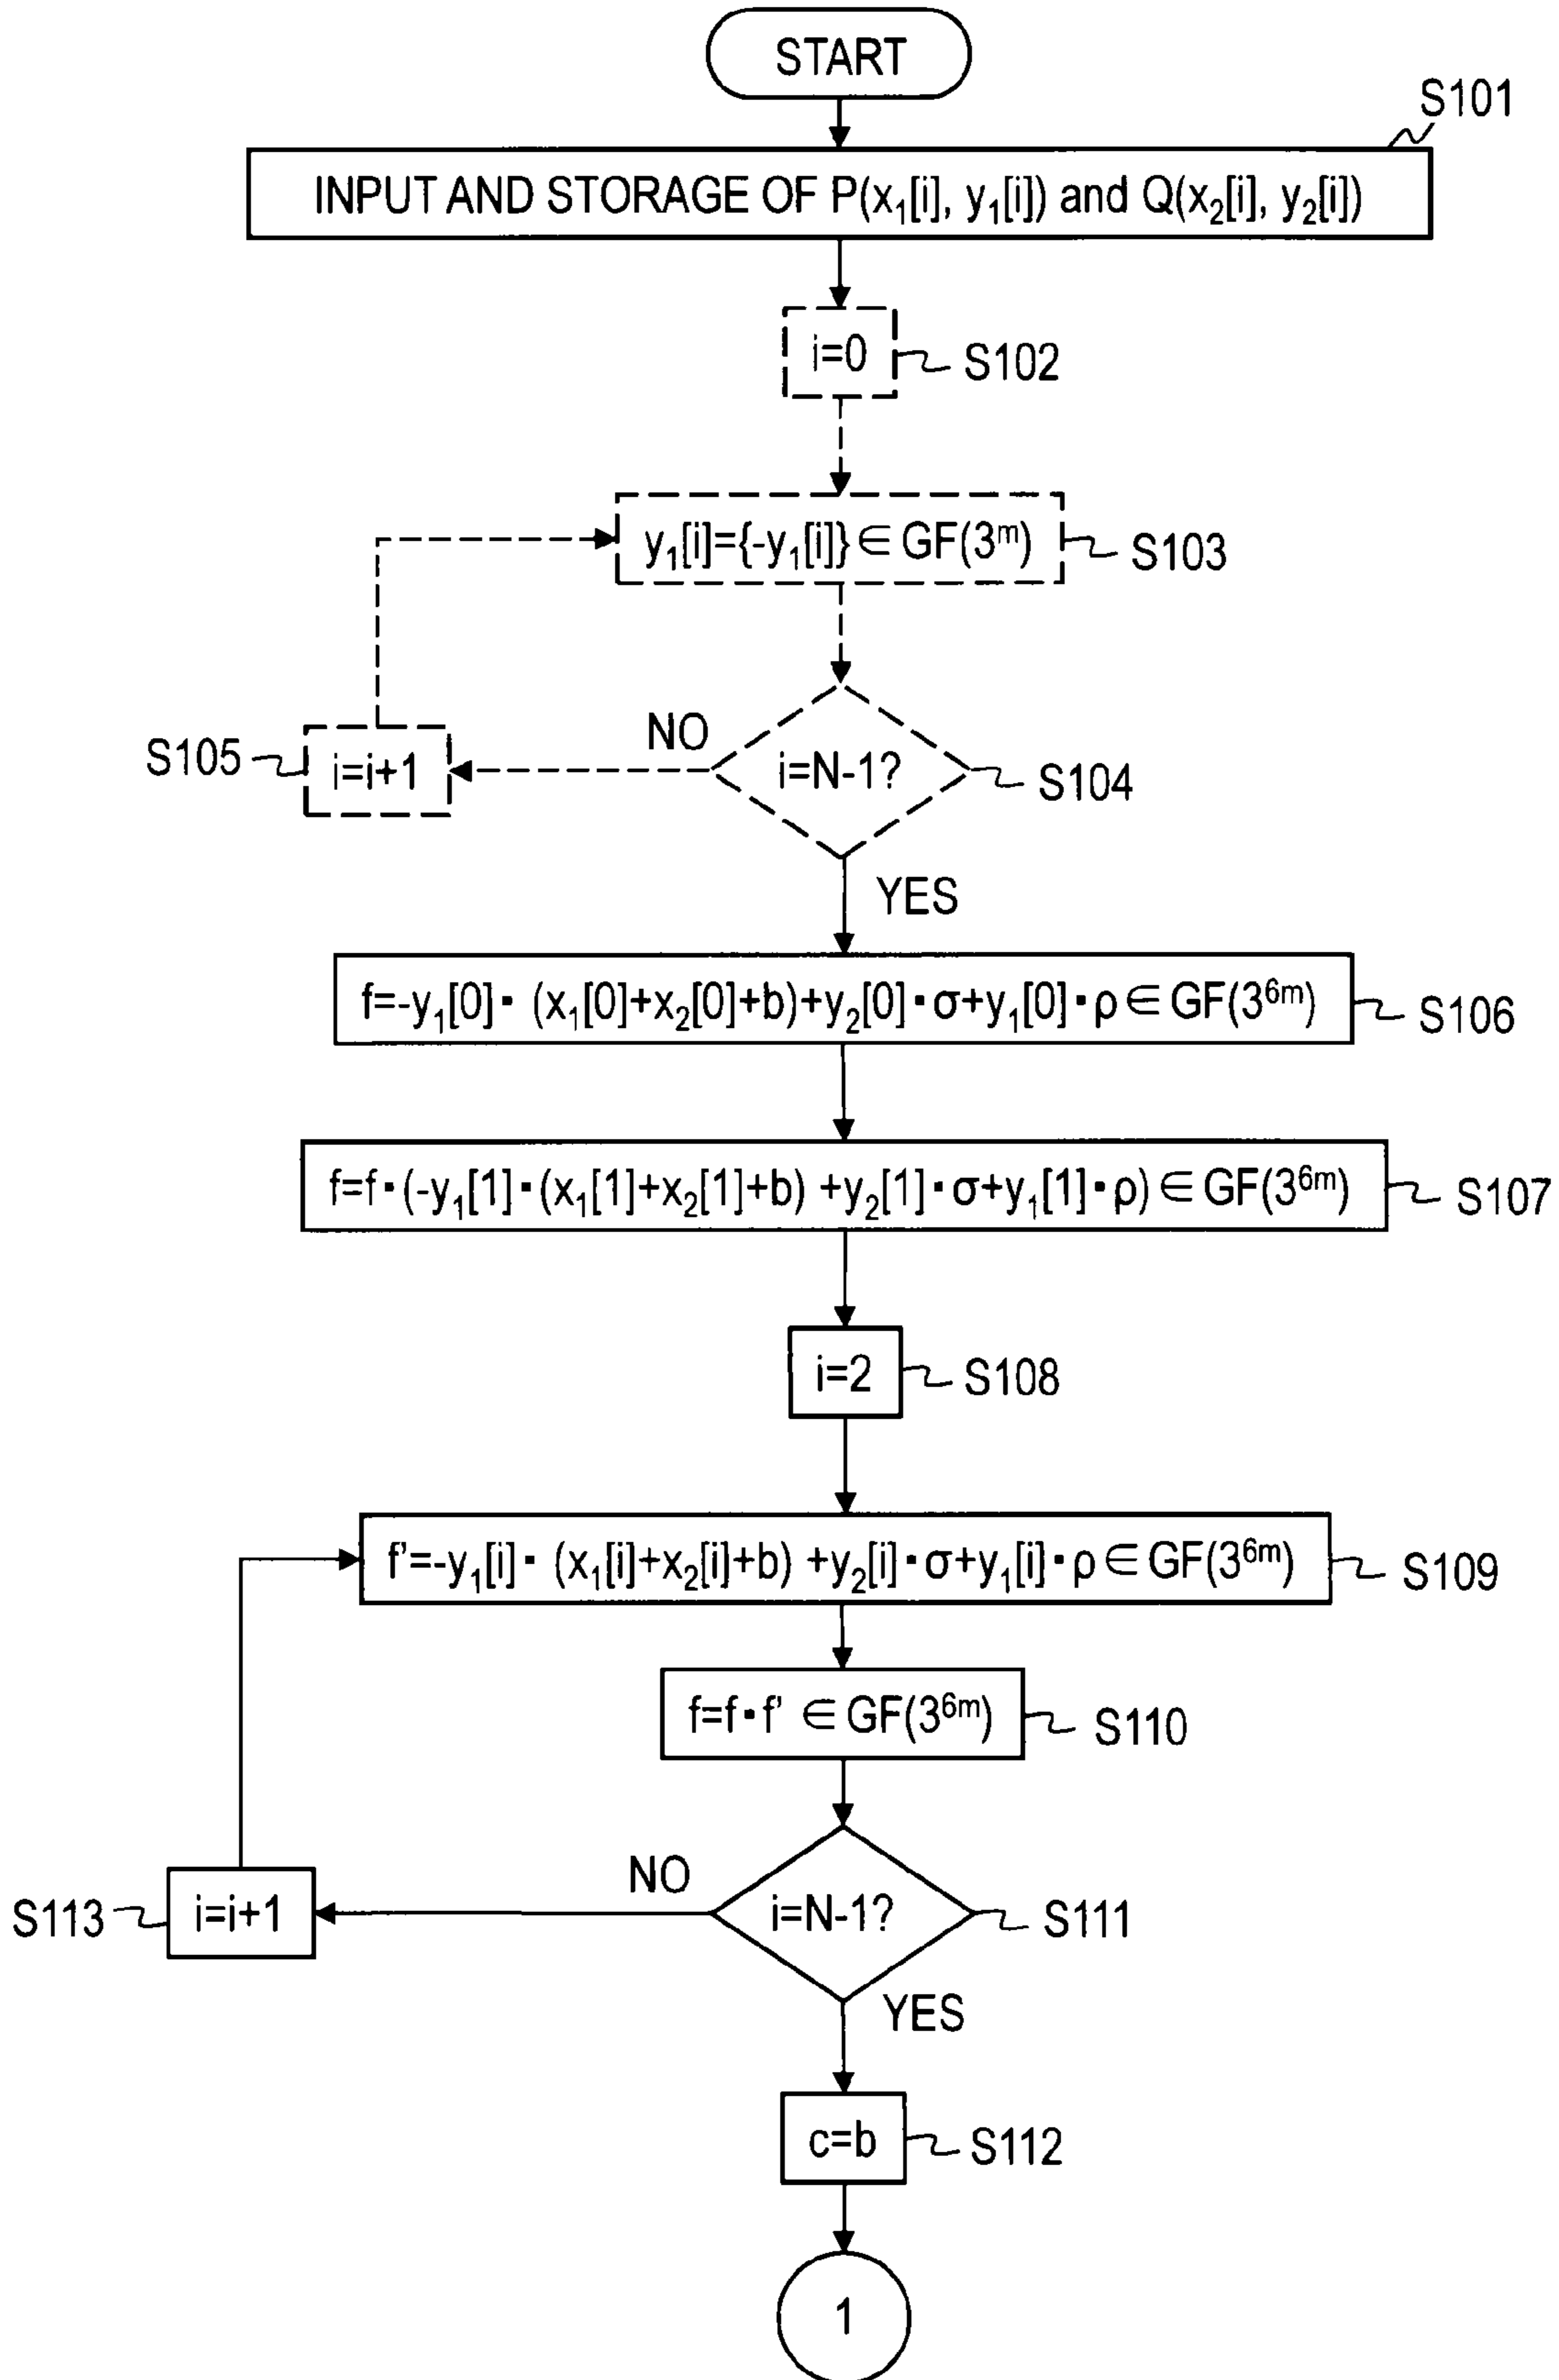 START
S101
INPUT AND STORAGE OF P(x₁[i], y₁[i]) and Q(x₂[i], y₂[i])
i=0
S102
y₁[i]={-y₁[i]}∈GF(3ᵐ)
S103
NO
S105
i=i+1
i=N-1?
S104
YES
f=-y₁[0]▪(x₁[0]+x₂[0]+b)+y₂[0]▪σ+y₁[0]▪ρ∈GF(3⁶ᵐ)
S106
f=f▪(-y₁[1]▪(x₁[1]+x₂[1]+b)+y₂[1]▪σ+y₁[1]▪ρ)∈GF(3⁶ᵐ)
S107
i=2
S108
f'=-y₁[i]▪(x₁[i]+x₂[i]+b)+y₂[i]▪σ+y₁[i]▪ρ∈GF(3⁶ᵐ)
S109
f=f▪f'∈GF(3⁶ᵐ)
S110
NO
S113
i=i+1
i=N-1?
S111
YES
c=b
S112
1